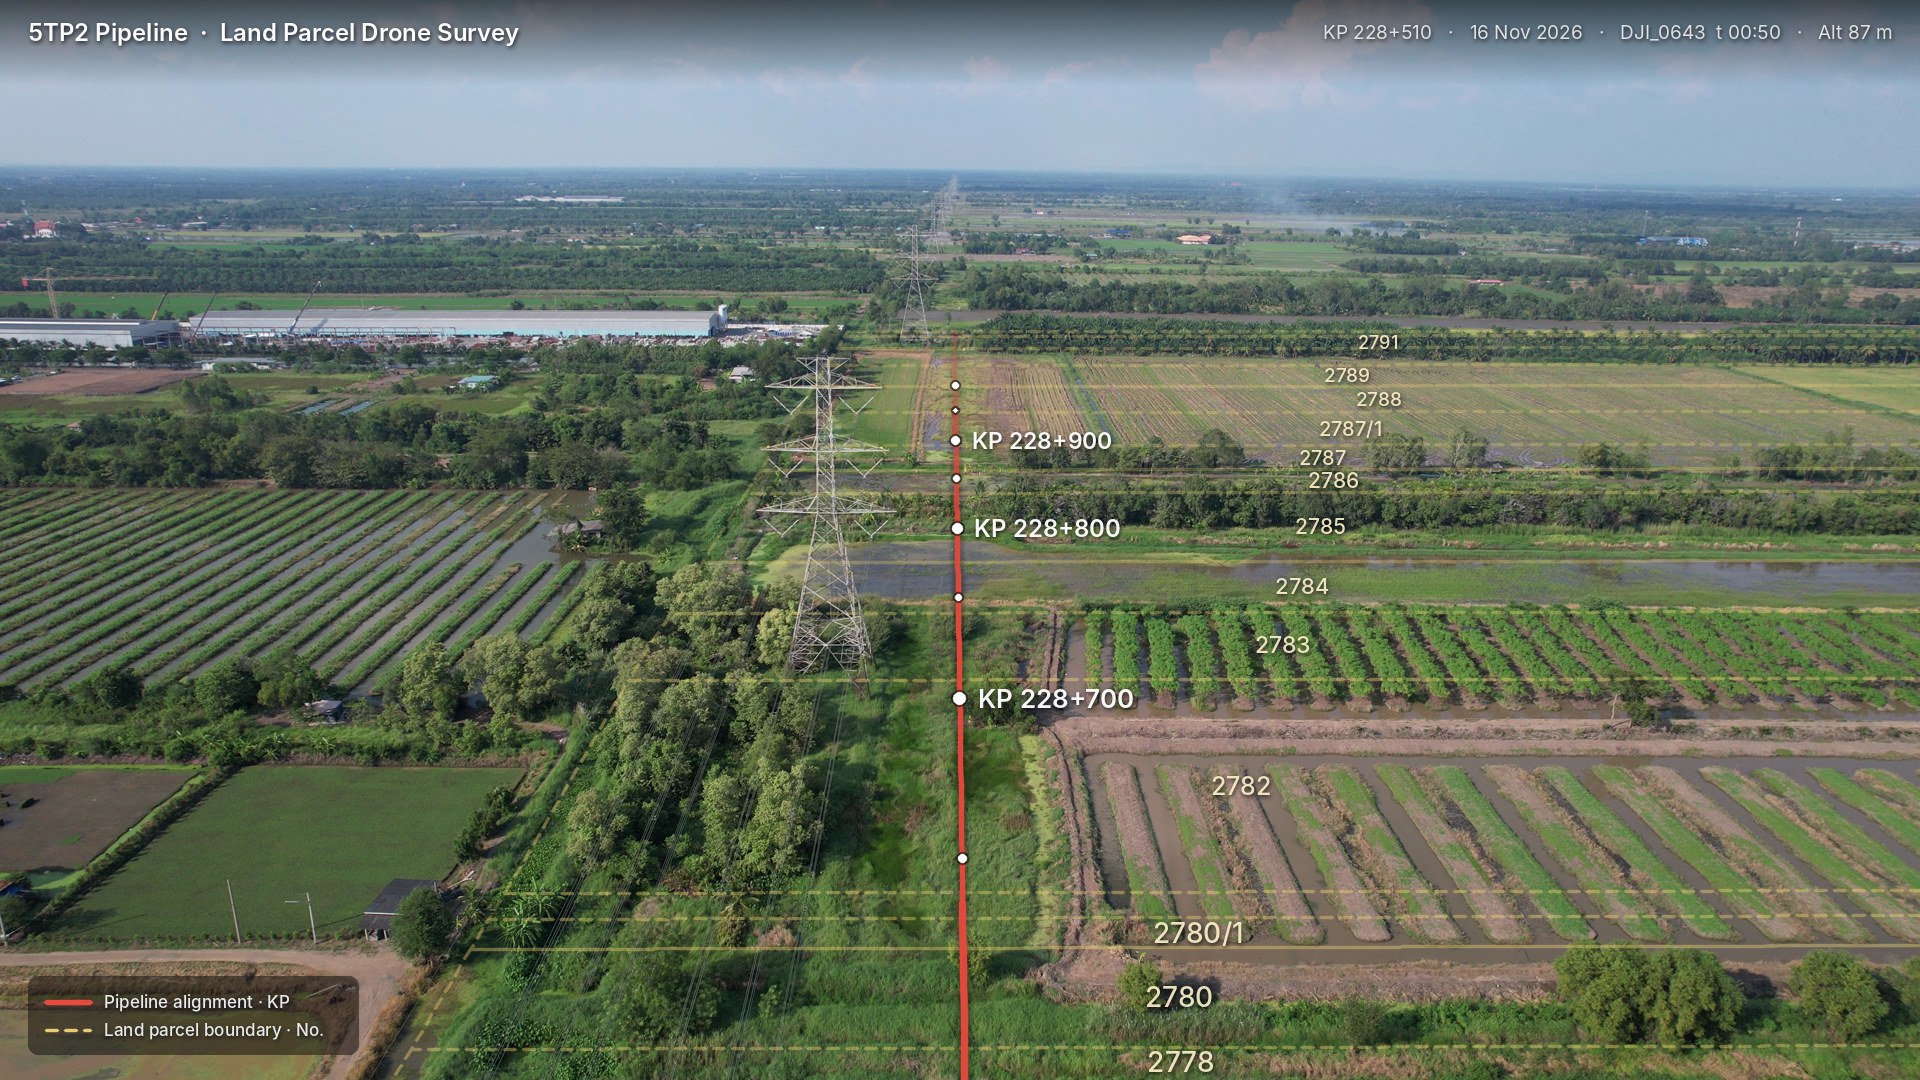 5TP2 Pipeline · Land Parcel Drone Survey
KP 228+510 · 16 Nov 2026 · DJI_0643 t 00:50 · Alt 87 m
2791
2789
2788
2787/1
KP 228+900
2787
2786
2785
KP 228+800
2784
2783
KP 228+700
2782
2780/1
2780
2778
Pipeline alignment · KP
Land parcel boundary · No.